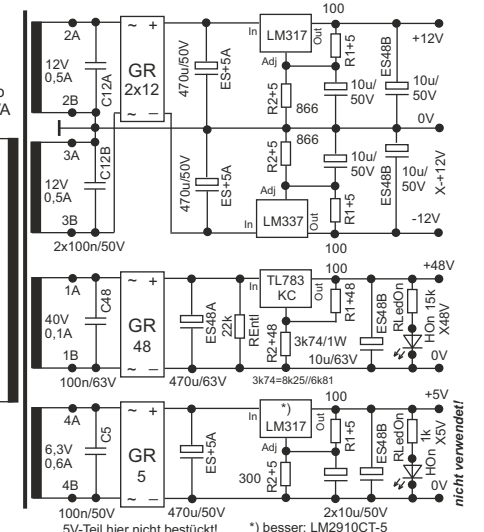 2A
12V
0,5A
C12A
2B
~ +
GR
2x12
~ –
470u/50V
ES+5A
In
LM317
Out
Adj
100
R1+5
R2+5
866
10u/
50V
ES48B
10u/
50V
+12V
0V
3A
12V
0,5A
C12B
3B
2x100n/50V
470u/50V
ES+5A
R2+5
866
Adj
In
LM337
Out
100
R1+5
10u/
50V
ES48B
10u/
50V
X-+12V
-12V
1A
40V
0,1A
C48
1B
100n/63V
~ +
GR
48
~ –
ES48A
470u/63V
22k
REntl
In
TL783
KC
Out
Adj
100
R1+48
R2+48
3k74/1W
10u/63V
3k74=8k25//6k81
ES48B
RLedOn
15k
HOn
X48V
+48V
0V
4A
6,3V
0,6A
C5
4B
100n/50V
~ +
GR
5
~ –
ES+5A
470u/50V
In
*)
LM317
Out
Adj
100
R1+5
300
R2+5
2x10u/50V
ES48B
RLedOn
1k
HOn
X5V
+5V
0V
nicht verwendet!
5V-Teil hier nicht bestückt!
*) besser: LM2910CT-5